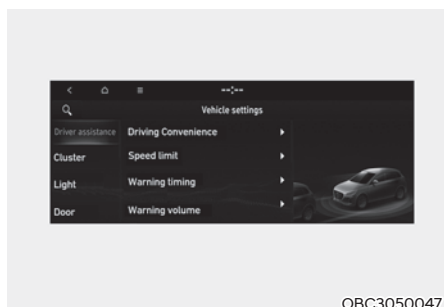 --:--
Vehicle settings
Driver assistance
Driving Convenience
Cluster
Speed limit
Light
Warning timing
Door
Warning volume
OBC3050047